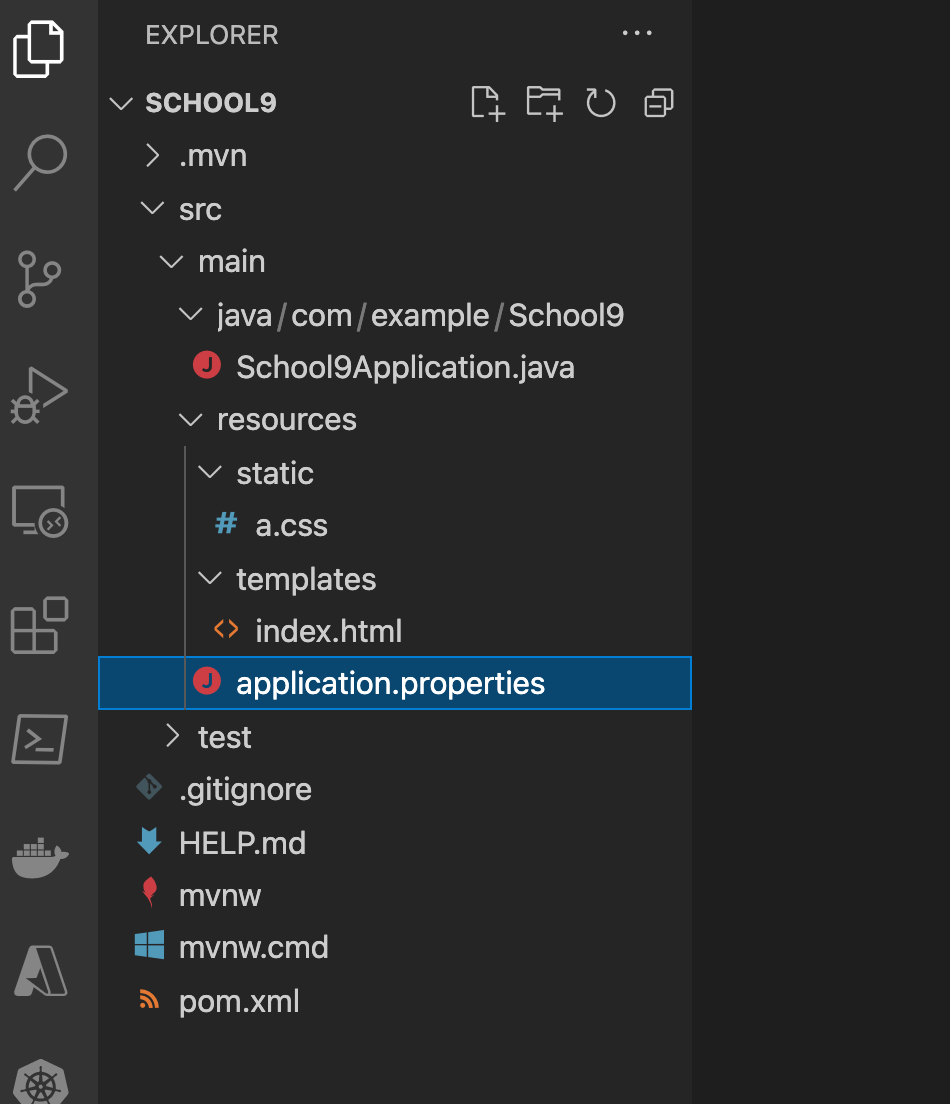 EXPLORER
SCHOOL9
.mvn
src
main
java/com/example/School9
School9Application.java
resources
static
a.css
templates
index.html
application.properties
test
.gitignore
HELP.md
mvnw
mvnw.cmd
pom.xml